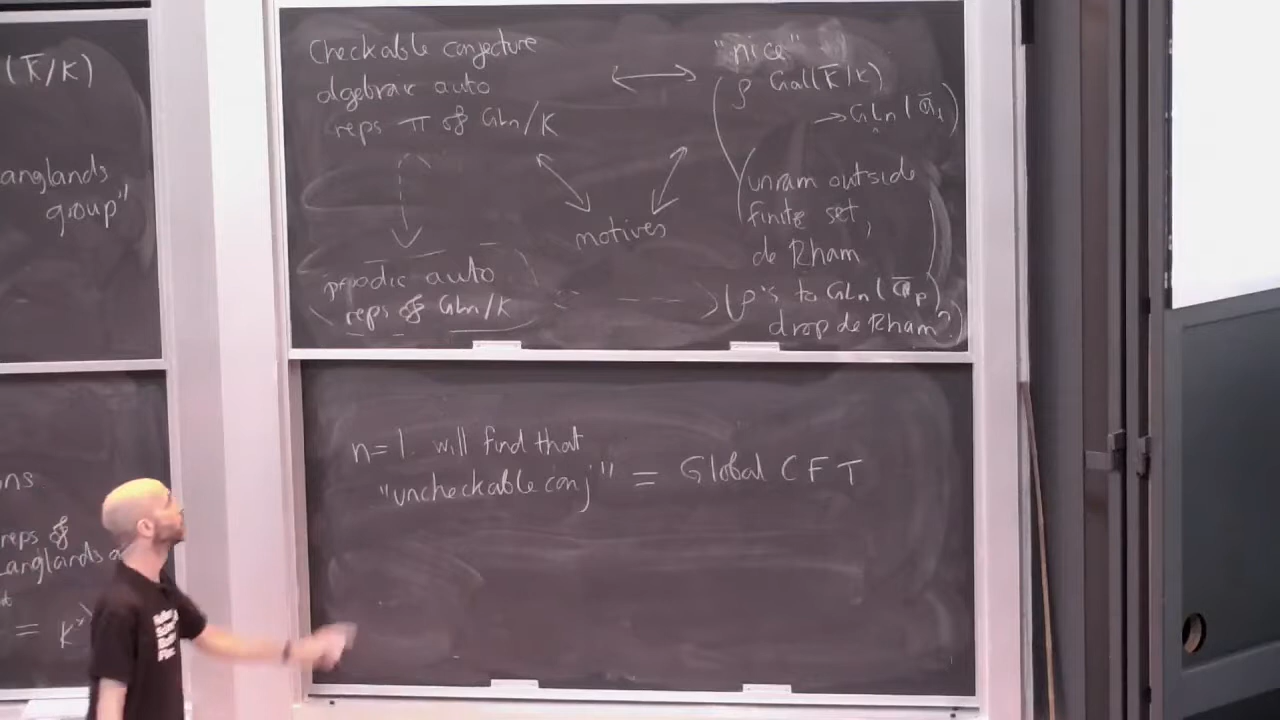 (K̄/K)
anglands
group"
ons
reps of
Langlands
= K^×
Checkable conjecture
algebraic auto
reps π of GLn/K
"nice"
ρ Gal(K̄/K)
→ GLn(Q̄l)
unram outside
finite set,
de Rham
(ρ's to GLn(Q̄p)
drop de Rham?)
motives
p-adic auto
reps of GLn/K
n=1. will find that
"uncheckable conj" = Global CFT